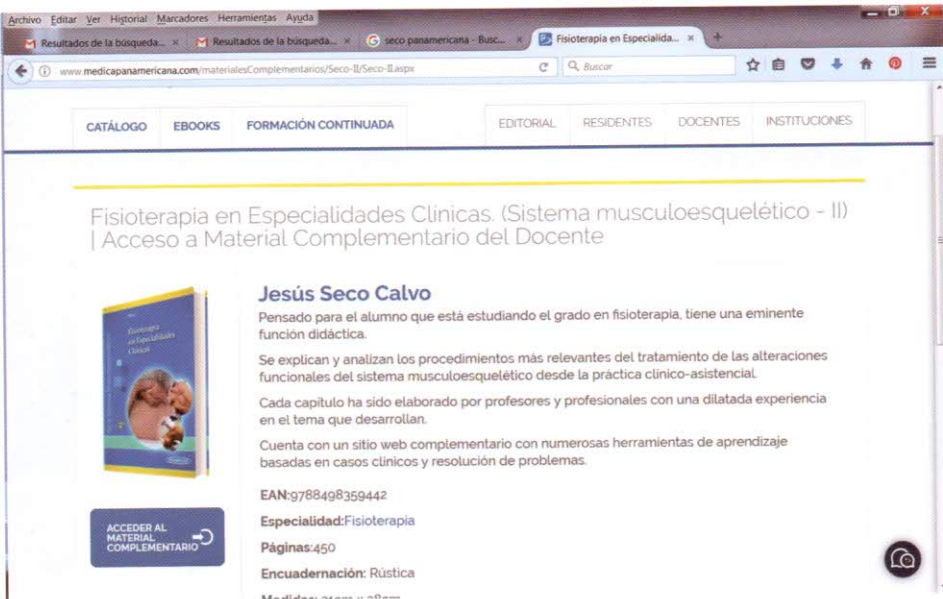 Archivo Editar Ver Historial Marcadores Herramientas Ayuda
Resultados de la búsqueda...
Resultados de la búsqueda...
seco panamericana - Busc...
Fisioterapia en Especialida...
www.medicapanamericana.com/materialesComplementarios/Seco-II/Seco-II.aspx
Buscar
CATÁLOGO EBOOKS FORMACIÓN CONTINUADA EDITORIAL RESIDENTES DOCENTES INSTITUCIONES
Fisioterapia en Especialidades Clínicas. (Sistema musculoesquelético - II)
| Acceso a Material Complementario del Docente
Fisioterapia
en Especialidades
Clínicas
Jesús Seco Calvo
Pensado para el alumno que está estudiando el grado en fisioterapia, tiene una eminente
función didáctica.
Se explican y analizan los procedimientos más relevantes del tratamiento de las alteraciones
funcionales del sistema musculoesquelético desde la práctica clínico-asistencial.
Cada capítulo ha sido elaborado por profesores y profesionales con una dilatada experiencia
en el tema que desarrollan.
Cuenta con un sitio web complementario con numerosas herramientas de aprendizaje
basadas en casos clínicos y resolución de problemas.
EAN:9788498359442
Especialidad:Fisioterapia
Páginas:450
Encuadernación: Rústica
Medidas: 21cm x 28cm
ACCEDER AL
MATERIAL
COMPLEMENTARIO